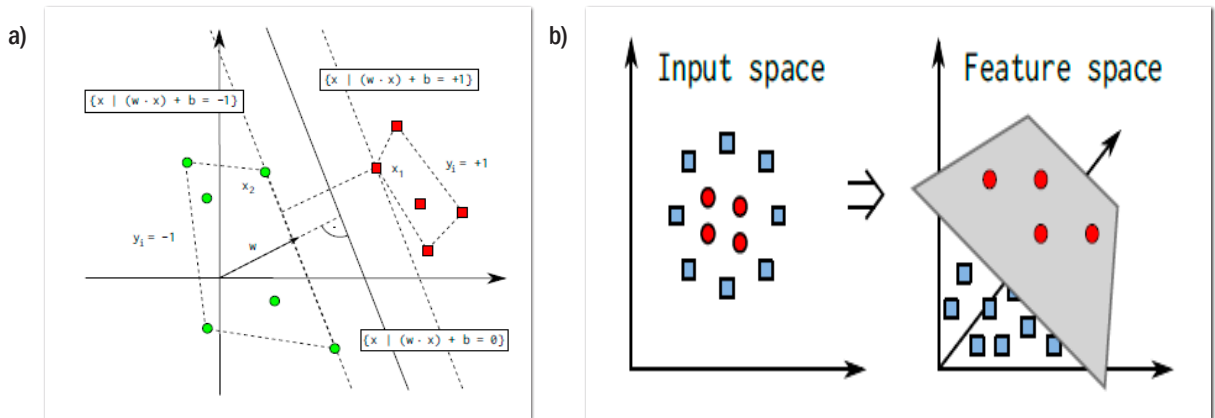 a)
{x | (w · x) + b = +1}
{x | (w · x) + b = -1}
x₁
yᵢ = +1
x₂
yᵢ = -1
w
{x | (w · x) + b = 0}
b)
Input space
Feature space